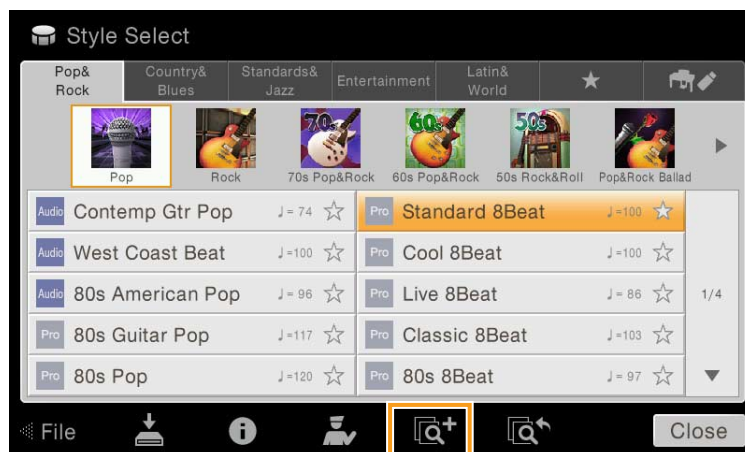 Style Select
Pop&
Rock
Country&
Blues
Standards&
Jazz
Entertainment
Latin&
World
70s
60s
50s
Pop
Rock
70s Pop&Rock
60s Pop&Rock
50s Rock&Roll
Pop&Rock Ballad
Audio Contemp Gtr Pop ♩= 74
Pro Standard 8Beat ♩=100
Audio West Coast Beat ♩=100
Pro Cool 8Beat ♩=100
Audio 80s American Pop ♩= 96
Pro Live 8Beat ♩= 86
1/4
Pro 80s Guitar Pop ♩=117
Pro Classic 8Beat ♩=103
Pro 80s Pop ♩=120
Pro 80s 8Beat ♩= 97
File
Close